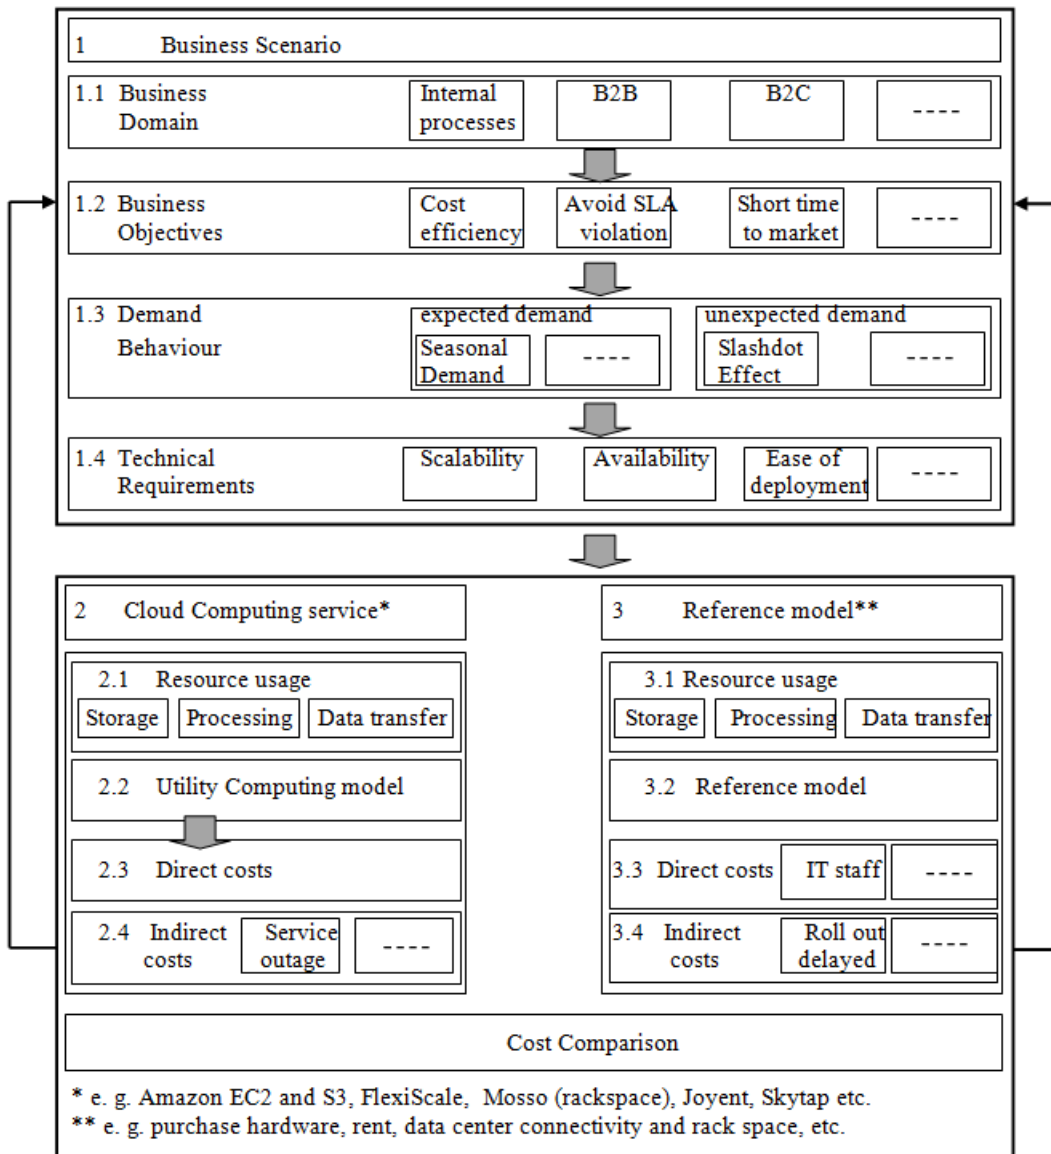 1 Business Scenario
1.1 Business Domain
Internal processes
B2B
B2C
----
1.2 Business Objectives
Cost efficiency
Avoid SLA violation
Short time to market
----
1.3 Demand Behaviour
expected demand
Seasonal Demand
----
unexpected demand
Slashdot Effect
----
1.4 Technical Requirements
Scalability
Availability
Ease of deployment
----
2 Cloud Computing service*
2.1 Resource usage
Storage
Processing
Data transfer
2.2 Utility Computing model
2.3 Direct costs
2.4 Indirect costs
Service outage
----
3 Reference model**
3.1 Resource usage
Storage
Processing
Data transfer
3.2 Reference model
3.3 Direct costs
IT staff
----
3.4 Indirect costs
Roll out delayed
----
Cost Comparison
* e. g. Amazon EC2 and S3, FlexiScale, Mosso (rackspace), Joyent, Skytap etc.
** e. g. purchase hardware, rent, data center connectivity and rack space, etc.